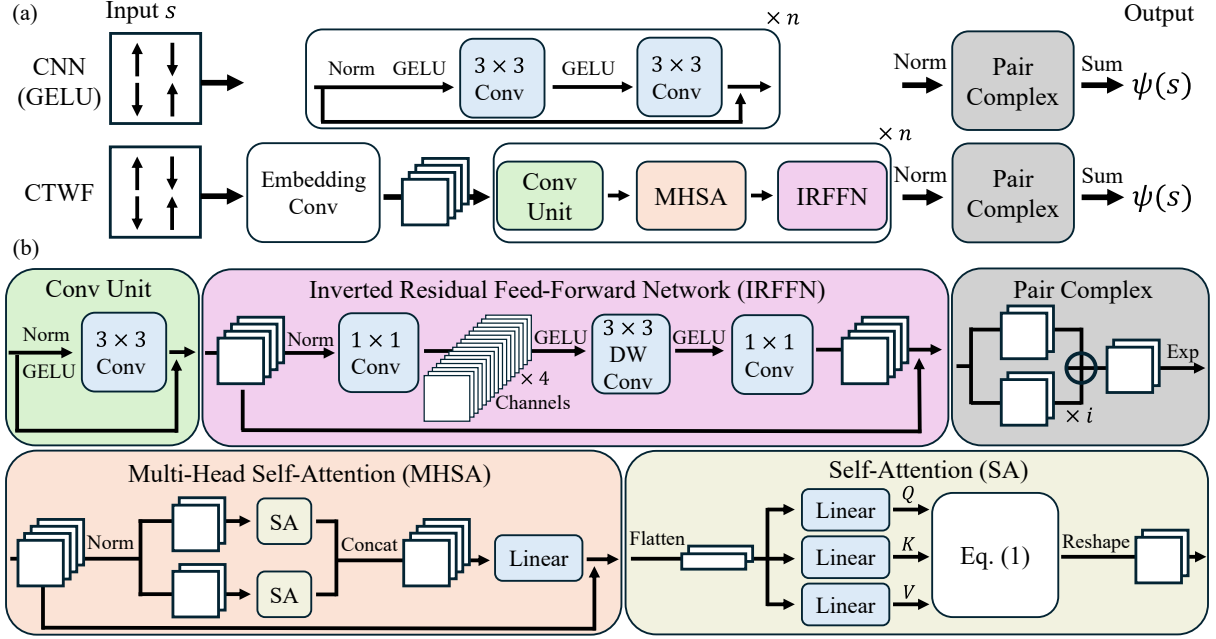 (a)
Input s
Output
CNN
(GELU)
Norm
GELU
3 × 3
Conv
GELU
3 × 3
Conv
× n
Norm
Pair
Complex
Sum
ψ(s)
CTWF
Embedding
Conv
Conv
Unit
MHSA
IRFFN
× n
Norm
Pair
Complex
Sum
ψ(s)
(b)
Conv Unit
Norm
GELU
3 × 3
Conv
Inverted Residual Feed-Forward Network (IRFFN)
Norm
1 × 1
Conv
× 4
Channels
GELU
3 × 3
DW
Conv
GELU
1 × 1
Conv
Pair Complex
× i
Exp
Multi-Head Self-Attention (MHSA)
Norm
SA
SA
Concat
Linear
Self-Attention (SA)
Flatten
Linear
Q
Linear
K
Linear
V
Eq. (1)
Reshape